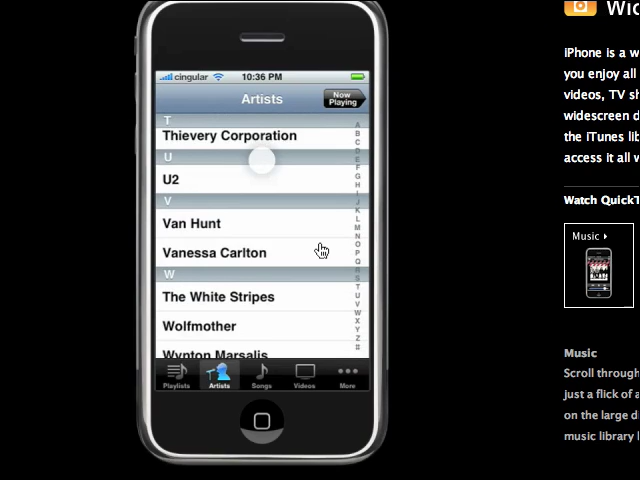 Wid
iPhone is a w
you enjoy all
videos, TV sh
widescreen d
the iTunes lib
access it all w
cingular 10:36 PM
Artists
Now Playing
T
Thievery Corporation
U
U2
V
Van Hunt
Vanessa Carlton
W
The White Stripes
Wolfmother
Wynton Marsalis
A
B
C
D
E
F
G
H
I
J
K
L
M
N
O
P
Q
R
S
T
U
V
W
X
Y
Z
#
Playlists Artists Songs Videos More
Watch QuickT
Music
Music
Scroll through
just a flick of a
on the large d
music library l